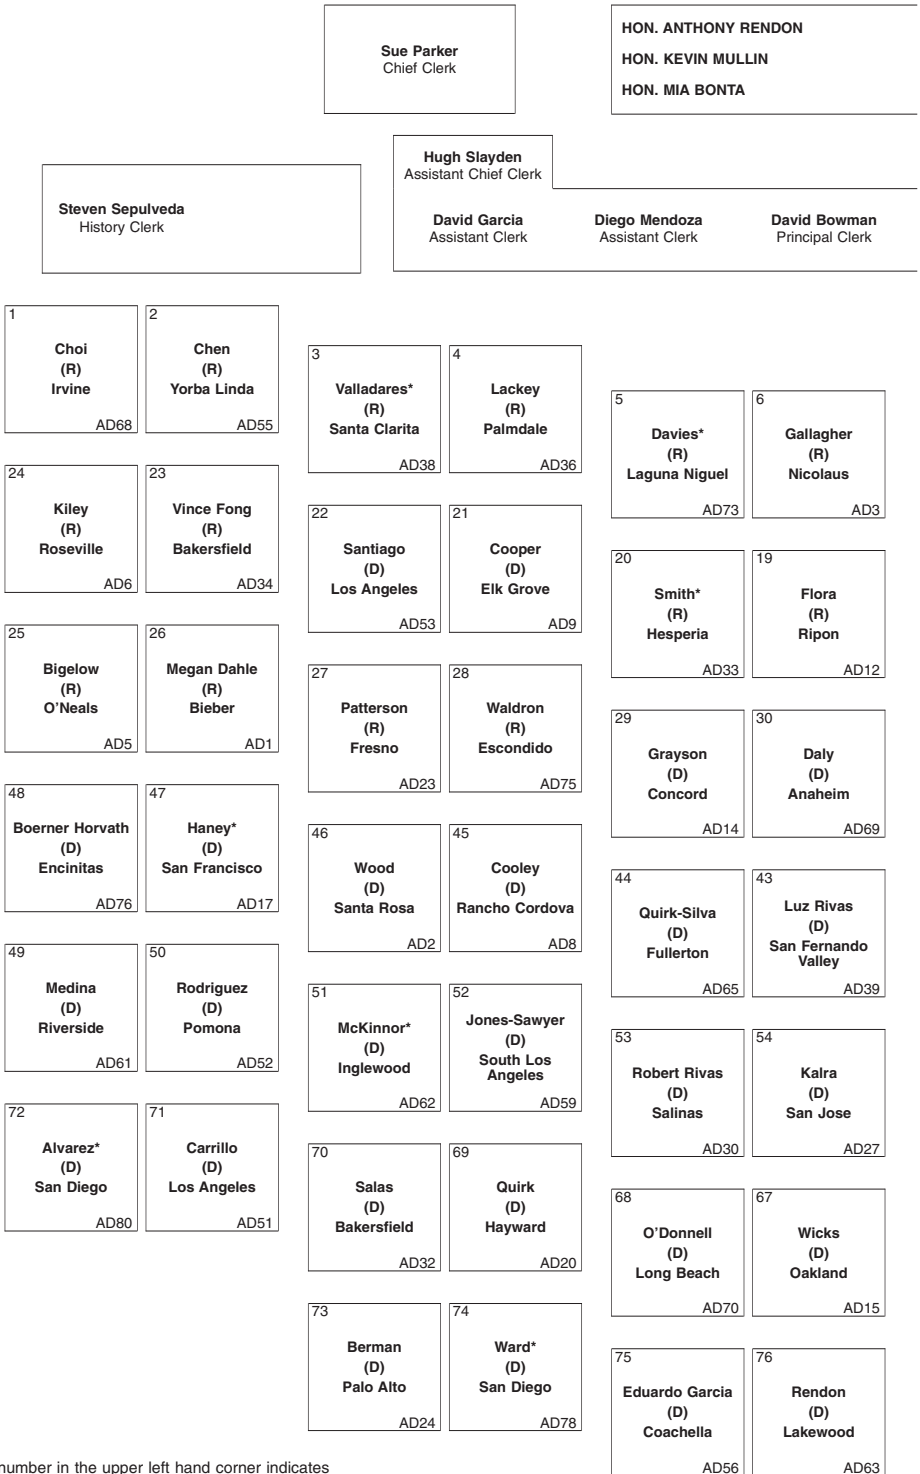 Sue Parker
Chief Clerk
HON. ANTHONY RENDON
HON. KEVIN MULLIN
HON. MIA BONTA
Hugh Slayden
Assistant Chief Clerk
Steven Sepulveda
History Clerk
David Garcia
Assistant Clerk
Diego Mendoza
Assistant Clerk
David Bowman
Principal Clerk
1
Choi
(R)
Irvine
AD68
2
Chen
(R)
Yorba Linda
AD55
3
Valladares*
(R)
Santa Clarita
AD38
4
Lackey
(R)
Palmdale
AD36
5
Davies*
(R)
Laguna Niguel
AD73
6
Gallagher
(R)
Nicolaus
AD3
24
Kiley
(R)
Roseville
AD6
23
Vince Fong
(R)
Bakersfield
AD34
22
Santiago
(D)
Los Angeles
AD53
21
Cooper
(D)
Elk Grove
AD9
20
Smith*
(R)
Hesperia
AD33
19
Flora
(R)
Ripon
AD12
25
Bigelow
(R)
O'Neals
AD5
26
Megan Dahle
(R)
Bieber
AD1
27
Patterson
(R)
Fresno
AD23
28
Waldron
(R)
Escondido
AD75
29
Grayson
(D)
Concord
AD14
30
Daly
(D)
Anaheim
AD69
48
Boerner Horvath
(D)
Encinitas
AD76
47
Haney*
(D)
San Francisco
AD17
46
Wood
(D)
Santa Rosa
AD2
45
Cooley
(D)
Rancho Cordova
AD8
44
Quirk-Silva
(D)
Fullerton
AD65
43
Luz Rivas
(D)
San Fernando
Valley
AD39
49
Medina
(D)
Riverside
AD61
50
Rodriguez
(D)
Pomona
AD52
51
McKinnor*
(D)
Inglewood
AD62
52
Jones-Sawyer
(D)
South Los
Angeles
AD59
53
Robert Rivas
(D)
Salinas
AD30
54
Kalra
(D)
San Jose
AD27
72
Alvarez*
(D)
San Diego
AD80
71
Carrillo
(D)
Los Angeles
AD51
70
Salas
(D)
Bakersfield
AD32
69
Quirk
(D)
Hayward
AD20
68
O'Donnell
(D)
Long Beach
AD70
67
Wicks
(D)
Oakland
AD15
73
Berman
(D)
Palo Alto
AD24
74
Ward*
(D)
San Diego
AD78
75
Eduardo Garcia
(D)
Coachella
AD56
76
Rendon
(D)
Lakewood
AD63
number in the upper left hand corner indicates